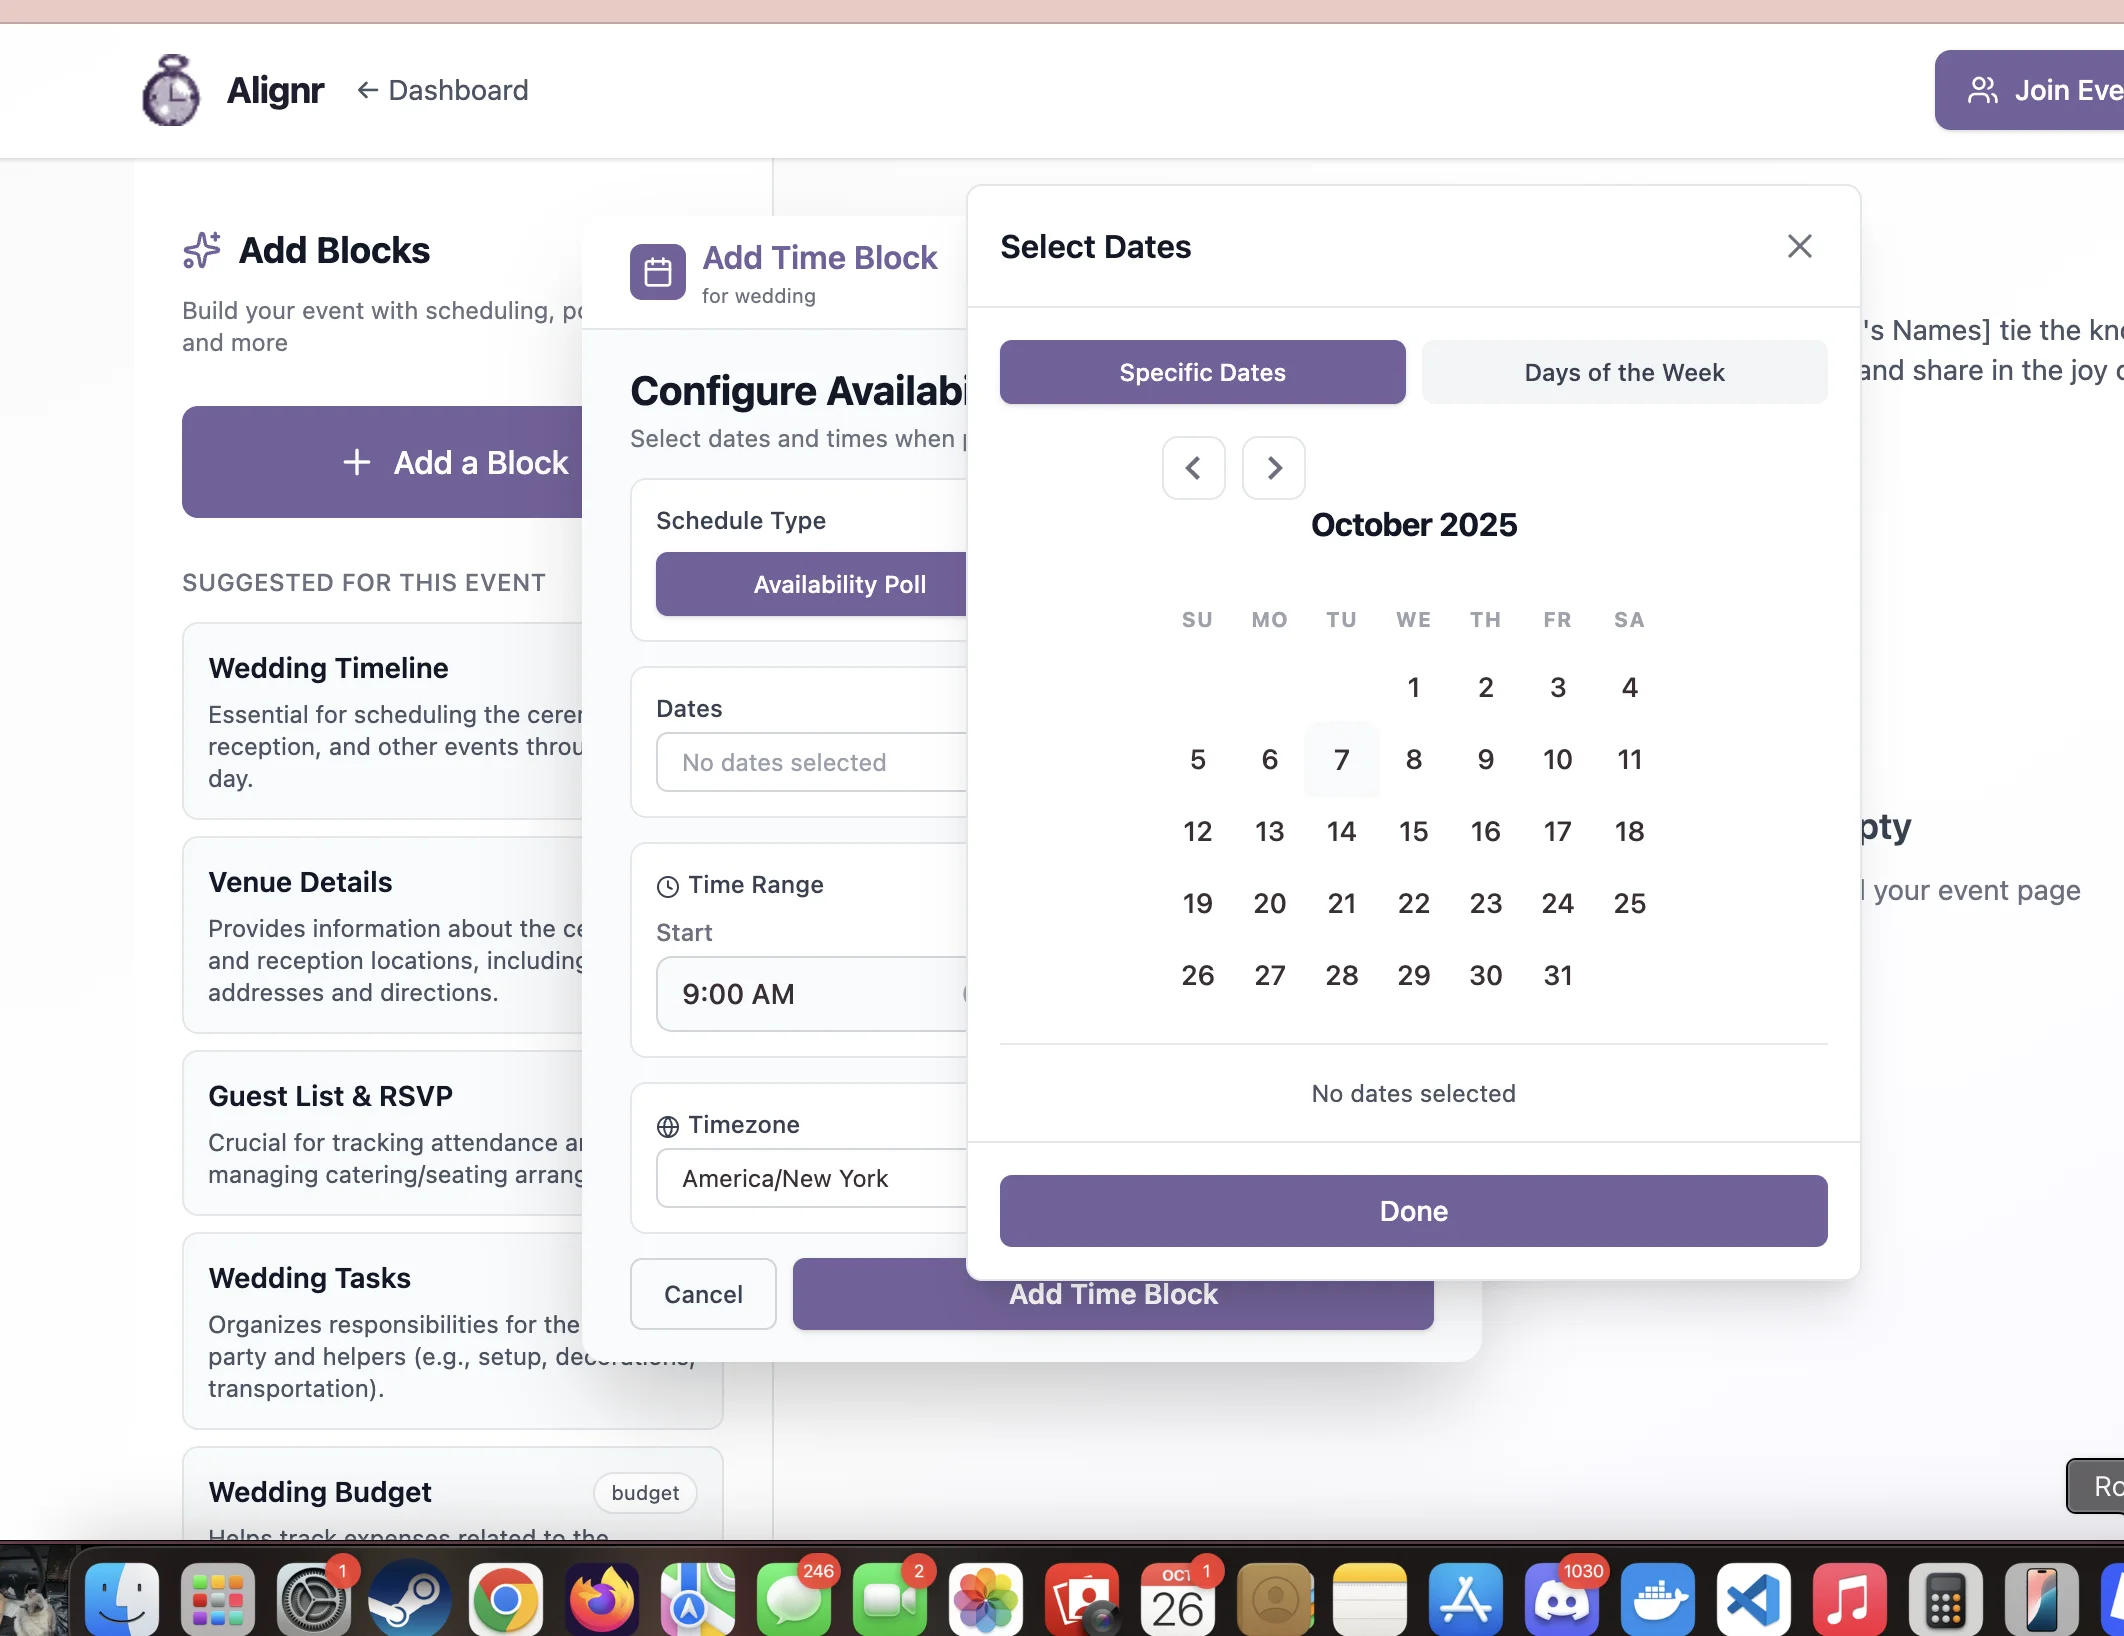 Alignr
← Dashboard
Join Eve
Add Blocks
Build your event with scheduling, po
and more
+ Add a Block
SUGGESTED FOR THIS EVENT
Wedding Timeline
Essential for scheduling the cerem
reception, and other events throu
day.
Venue Details
Provides information about the ce
and reception locations, including
addresses and directions.
Guest List & RSVP
Crucial for tracking attendance an
managing catering/seating arrang
Wedding Tasks
Organizes responsibilities for the
party and helpers (e.g., setup, decorations,
transportation).
Wedding Budget
budget
Helps track expenses related to the
Add Time Block
for wedding
Configure Availabi
Select dates and times when p
Schedule Type
Availability Poll
Dates
No dates selected
Time Range
Start
9:00 AM
Timezone
America/New York
Cancel
Add Time Block
Select Dates
Specific Dates
Days of the Week
October 2025
SU MO TU WE TH FR SA
1 2 3 4
5 6 7 8 9 10 11
12 13 14 15 16 17 18
19 20 21 22 23 24 25
26 27 28 29 30 31
No dates selected
Done
's Names] tie the kno
and share in the joy o
pty
your event page
Ro
1
246
2
OCT
26
1
1030